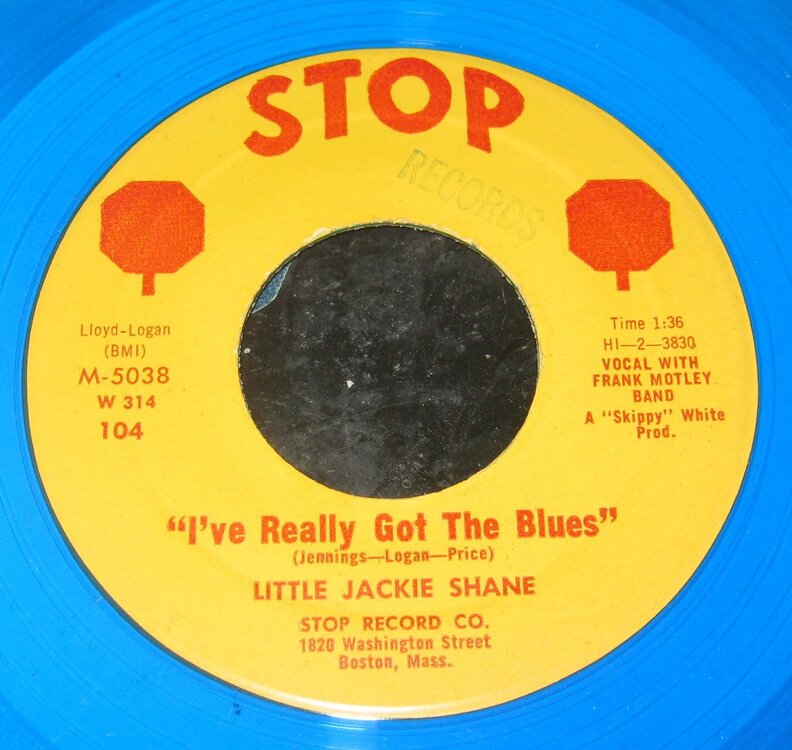 STOP
RECORDS
Lloyd-Logan
(BMI)
M-5038
W 314
104
Time 1:36
HI—2—3830
VOCAL WITH
FRANK MOTLEY
BAND
A "Skippy" White
Prod.
"I've Really Got The Blues"
(Jennings—Logan—Price)
LITTLE JACKIE SHANE
STOP RECORD CO.
1820 Washington Street
Boston, Mass.